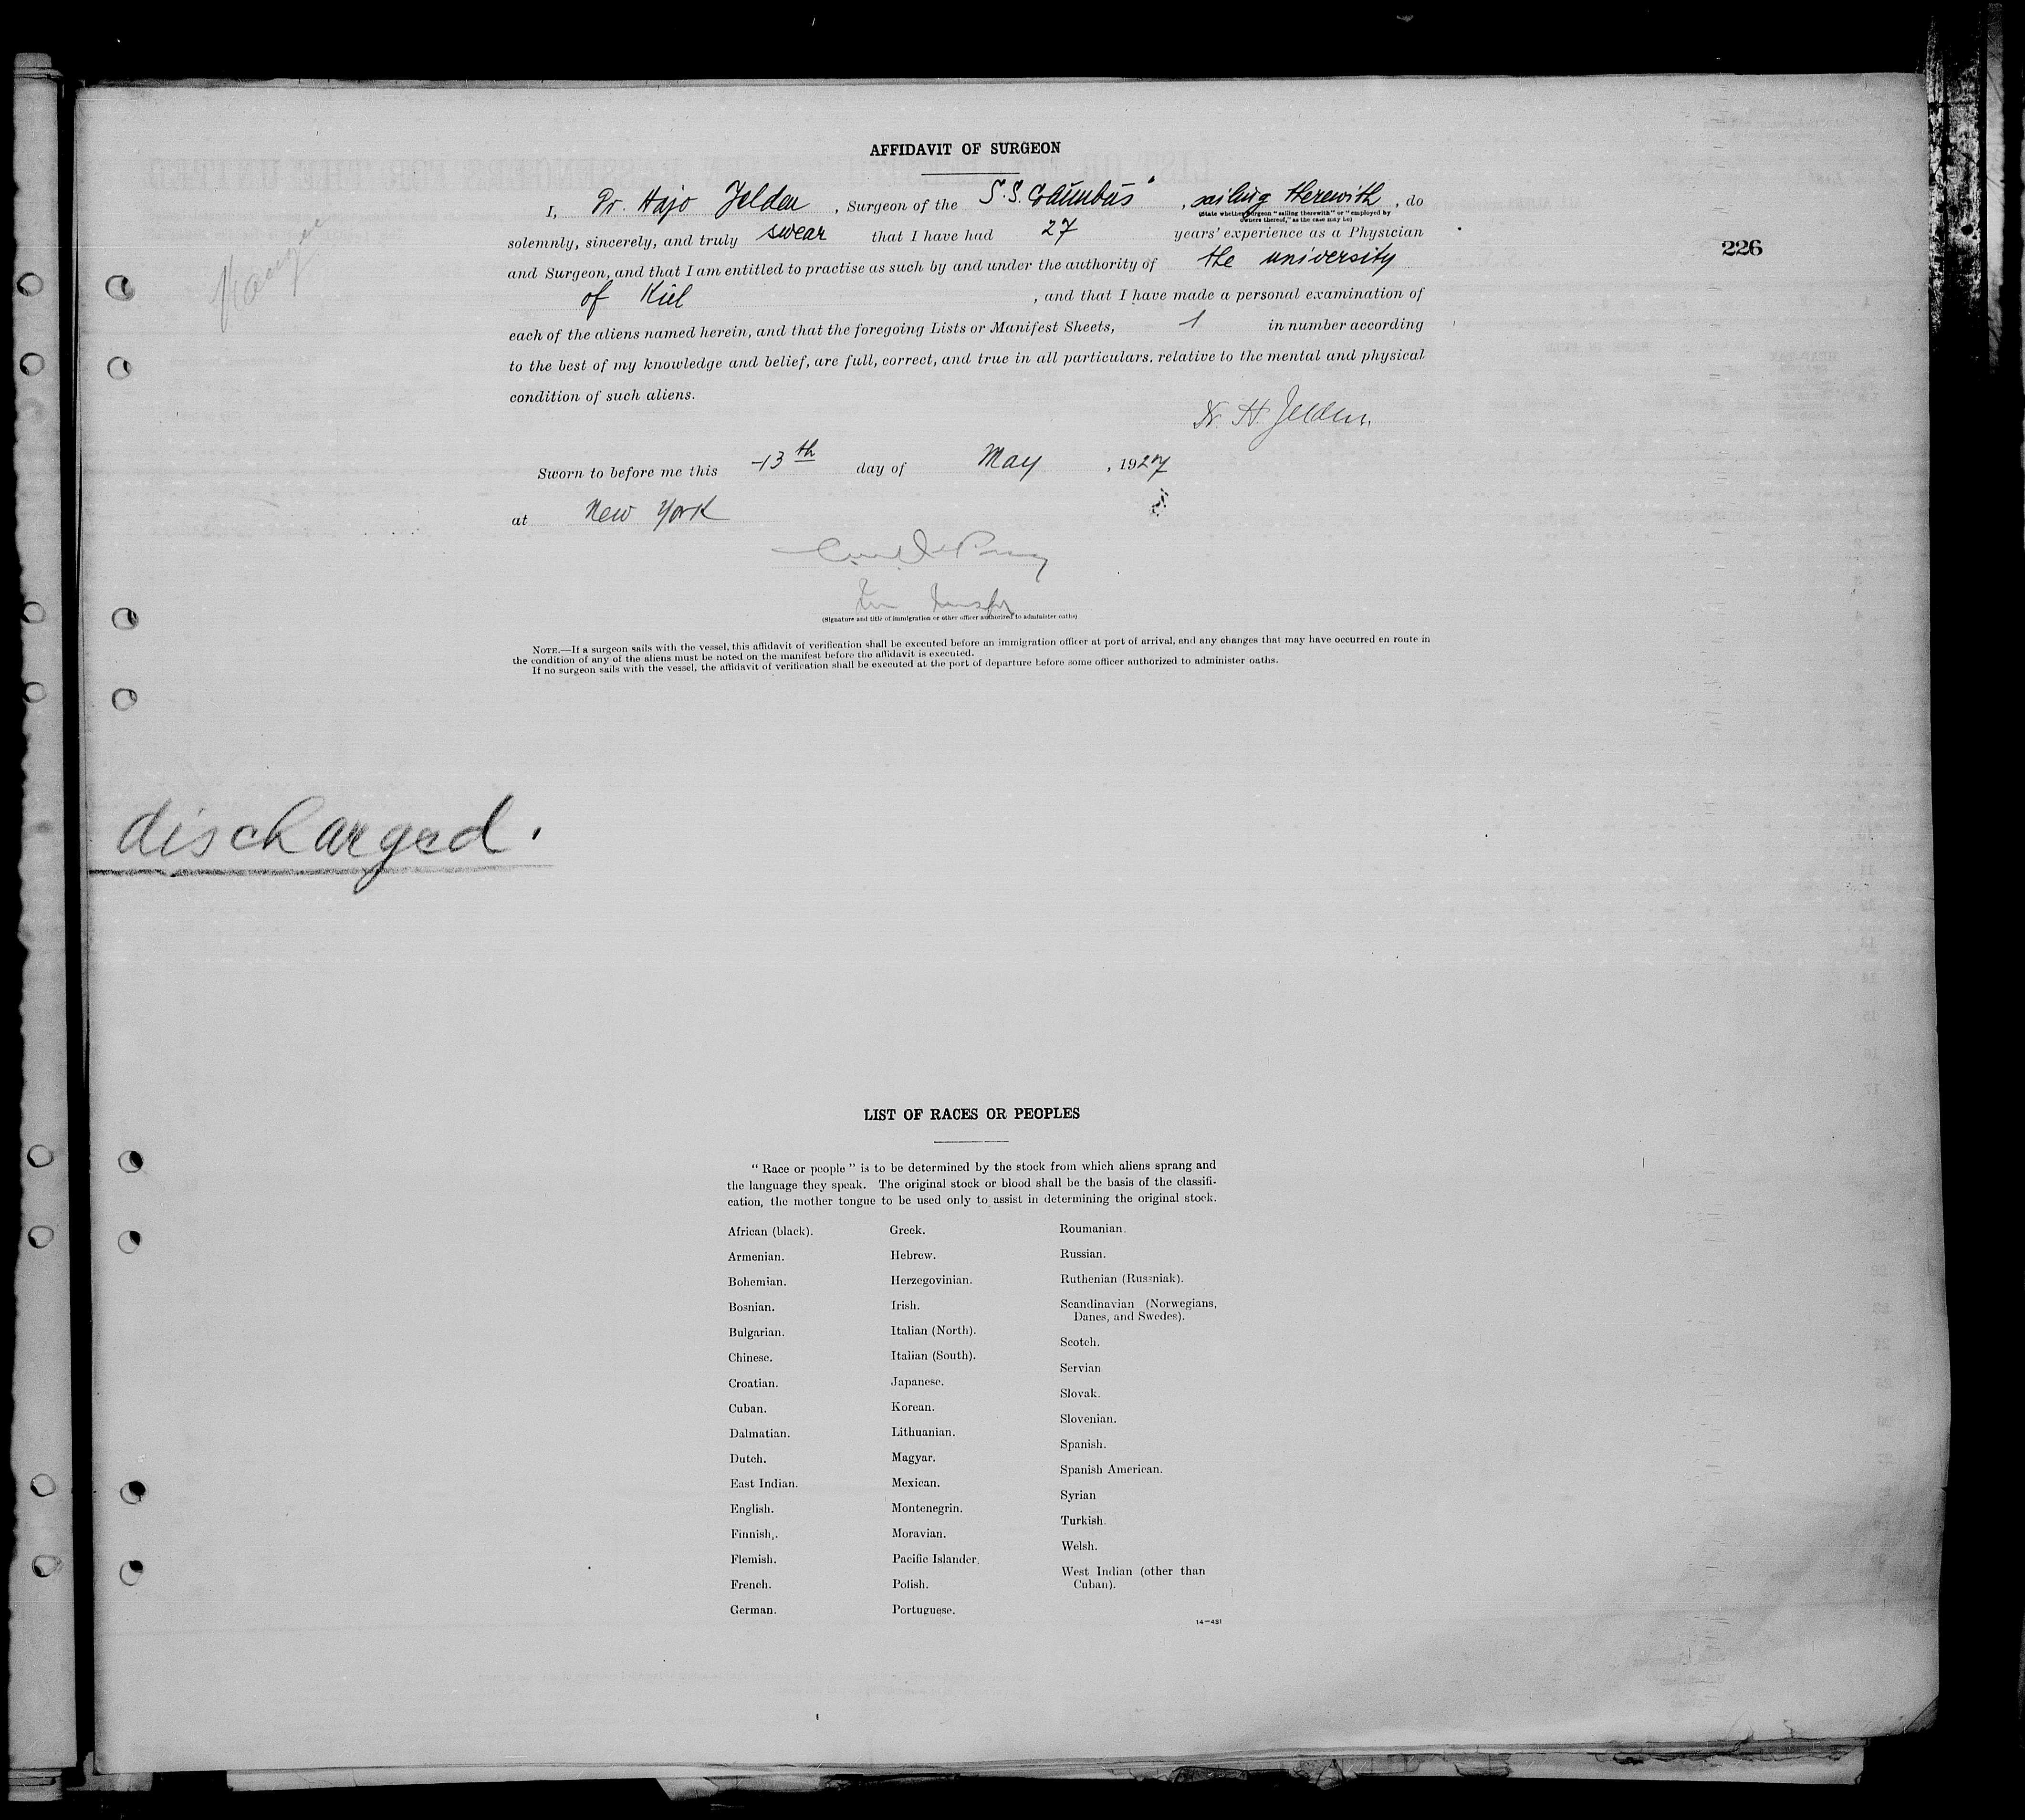 AFFIDAVIT OF SURGEON
I, Dr. Hajo Jelden, Surgeon of the S.S. Columbus", sailing therewith, do
(State whether Surgeon "sailing therewith" or "employed by
owners thereof," as the case may be)
solemnly, sincerely, and truly swear that I have had 27 years' experience as a Physician
226
and Surgeon, and that I am entitled to practise as such by and under the authority of the university
of Kiel, and that I have made a personal examination of
each of the aliens named herein, and that the foregoing Lists or Manifest Sheets, 1 in number according
to the best of my knowledge and belief, are full, correct, and true in all particulars, relative to the mental and physical
condition of such aliens.
Dr. H. Jelden.
Sworn to before me this 13th day of May, 1927
at New York
(Signature and title of immigration or other officer authorized to administer oaths)
NOTE.—If a surgeon sails with the vessel, this affidavit of verification shall be executed before an immigration officer at port of arrival, and any changes that may have occurred en route in
the condition of any of the aliens must be noted on the manifest before the affidavit is executed.
If no surgeon sails with the vessel, the affidavit of verification shall be executed at the port of departure before some officer authorized to administer oaths.
discharged.
LIST OF RACES OR PEOPLES
"Race or people" is to be determined by the stock from which aliens sprang and
the language they speak. The original stock or blood shall be the basis of the classifi-
cation, the mother tongue to be used only to assist in determining the original stock.
African (black).
Armenian.
Bohemian.
Bosnian.
Bulgarian.
Chinese.
Croatian.
Cuban.
Dalmatian.
Dutch.
East Indian.
English.
Finnish.
Flemish.
French.
German.
Greek.
Hebrew.
Herzegovinian.
Irish.
Italian (North).
Italian (South).
Japanese.
Korean.
Lithuanian.
Magyar.
Mexican.
Montenegrin.
Moravian.
Pacific Islander.
Polish.
Portuguese.
Roumanian.
Russian.
Ruthenian (Russniak).
Scandinavian (Norwegians,
Danes, and Swedes).
Scotch.
Servian
Slovak.
Slovenian.
Spanish.
Spanish American.
Syrian
Turkish.
Welsh.
West Indian (other than
Cuban).
14—431